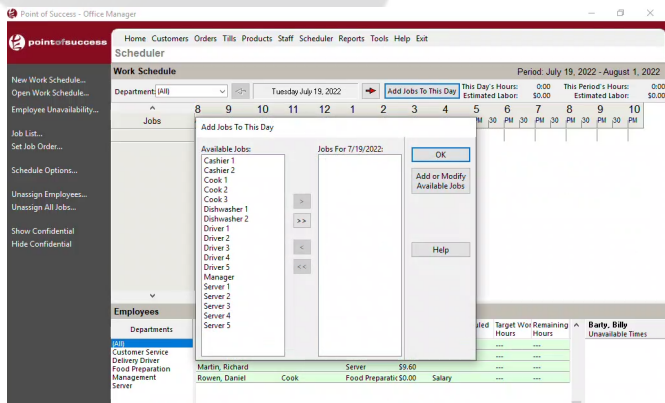 Point of Success - Office Manager
pointofsuccess
Home Customers Orders Tills Products Staff Scheduler Reports Tools Help Exit
Scheduler
New Work Schedule...
Open Work Schedule...
Employee Unavailability...
Job List...
Set Job Order...
Schedule Options...
Unassign Employees...
Unassign All Jobs...
Show Confidential
Hide Confidential
Work Schedule Period: July 19, 2022 - August 1, 2022
Department: (All) Tuesday July 19, 2022 Add Jobs To This Day This Day's Hours: 0:00 This Period's Hours: 0:00
Estimated Labor: $0.00 Estimated Labor: $0.00
Jobs 8 9 10 11 12 1 2 3 4 5 6 7 8 9 10
PM :30 PM :30 PM :30 PM :30 PM :30 PM
Add Jobs To This Day
Available Jobs:
Cashier 1
Cashier 2
Cook 1
Cook 2
Cook 3
Dishwasher 1
Dishwasher 2
Driver 1
Driver 2
Driver 3
Driver 4
Driver 5
Manager
Server 1
Server 2
Server 3
Server 4
Server 5
>
>>
<
<<
Jobs For 7/19/2022:
OK
Add or Modify
Available Jobs
Help
Employees
Departments
(All)
Customer Service
Delivery Driver
Food Preparation
Management
Server
uled Target Wor Remaining
Hours Hours
--- ---
--- ---
Martin, Richard Server $9.60 --- ---
Rowen, Daniel Cook Food Preparatic $0.00 Salary --- ---
Barty, Billy
Unavailable Times